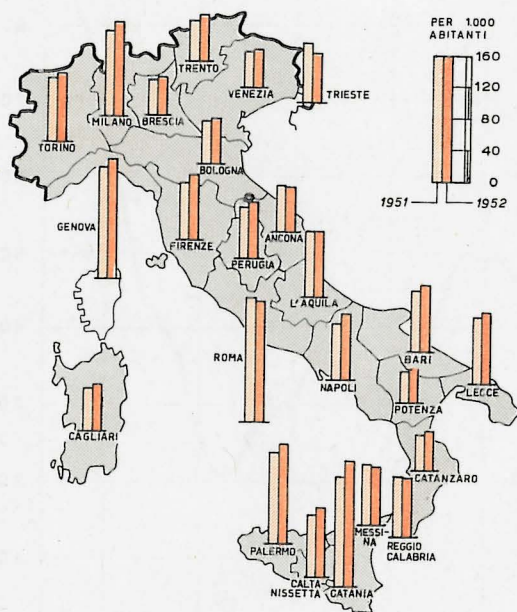 PER 1.000
ABITANTI
160
120
80
40
0
1951
1952
TRENTO
MILANO
BRESCIA
VENEZIA
TRIESTE
TORINO
BOLOGNA
GENOVA
FIRENZE
ANCONA
PERUGIA
L'AQUILA
ROMA
BARI
NAPOLI
LECCE
POTENZA
CAGLIARI
CATANZARO
PALERMO
MESSI-
NA
REGGIO
CALABRIA
CALTA-
NISSETTA
CATANIA